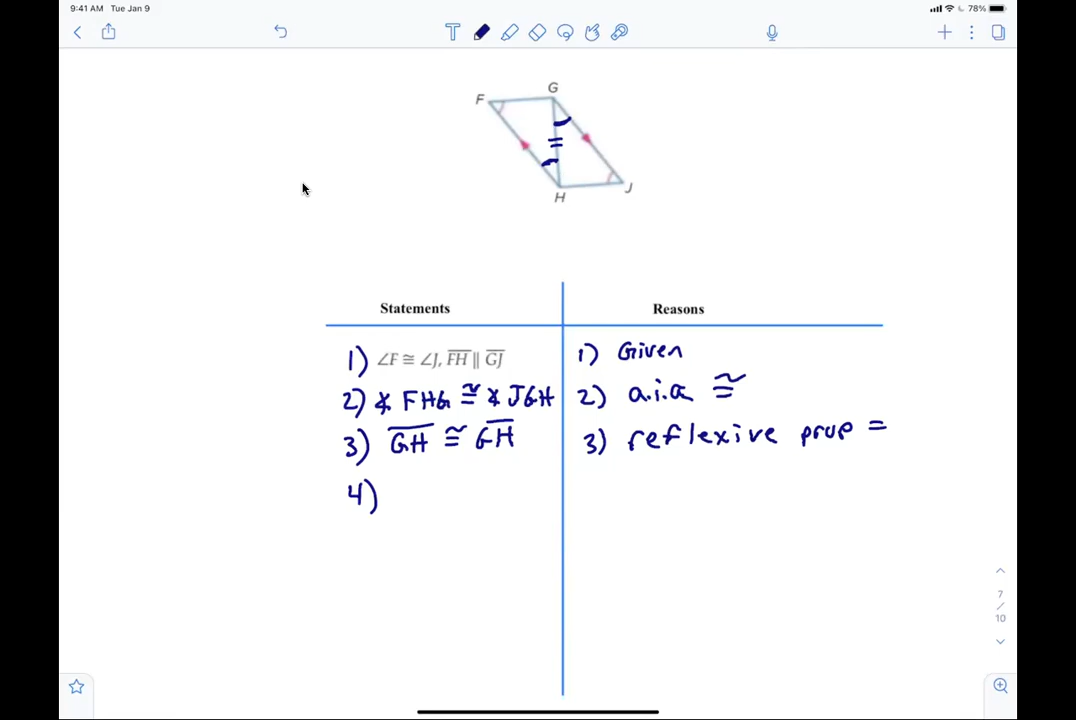 9:41 AM Tue Jan 9
78%
T
G
F
H
J
Statements
Reasons
1) ∠F ≅ ∠J, FH ∥ GJ
1) Given
2) ∡ FHG ≅ ∡ JGH
2) a.i.a ≅
3) GH ≅ GH
3) reflexive prop =
4)
7
/
10